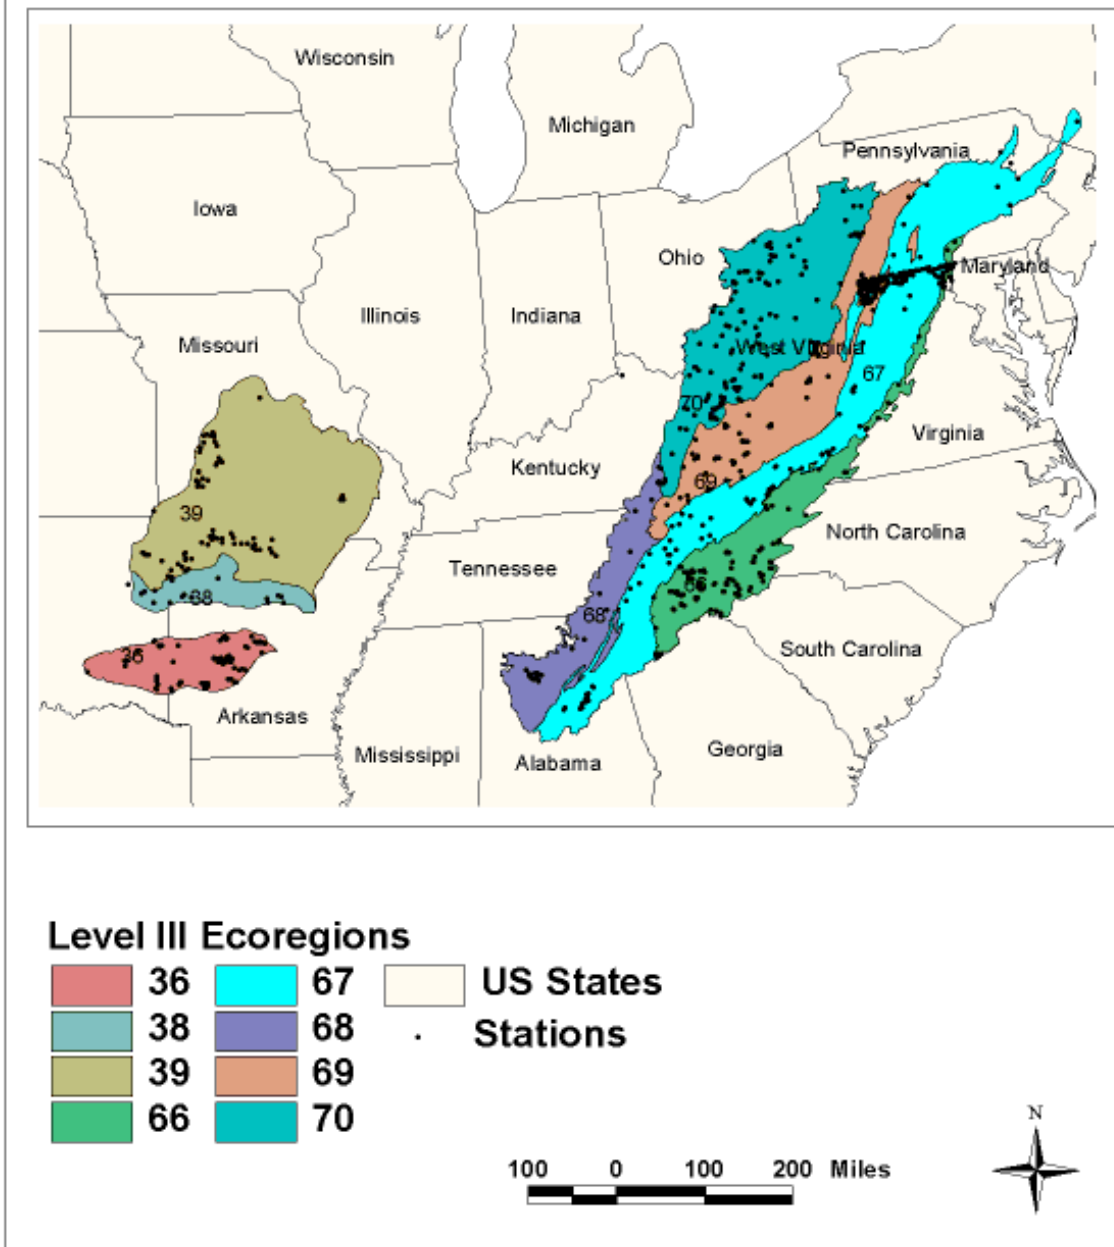 Wisconsin
Michigan
Pennsylvania
Iowa
Ohio
Maryland
Illinois
Indiana
Missouri
West Virginia
67
70
Virginia
Kentucky
69
39
North Carolina
Tennessee
66
68
68
South Carolina
36
Arkansas
Mississippi
Alabama
Georgia
Level III Ecoregions
36 67 US States
38 68 Stations
39 69
66 70
N
100 0 100 200 Miles